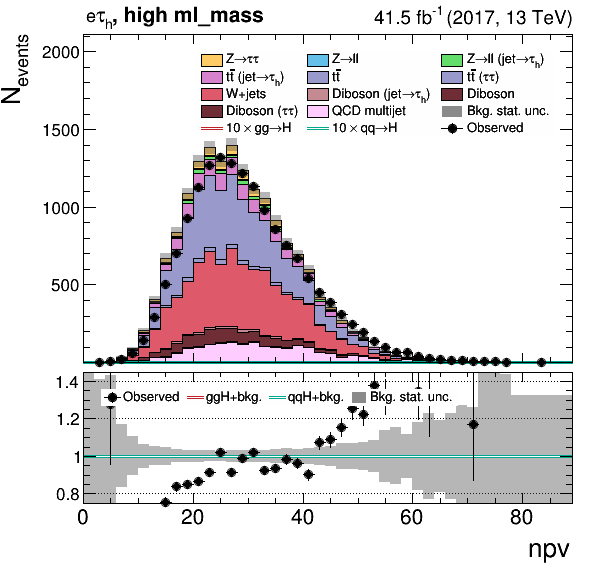 eτh, high ml_mass 41.5 fb⁻¹ (2017, 13 TeV)
Nevents
2000
1500
1000
500
Z→ττ Z→ll Z→ll (jet→τh)
tt̄ (jet→τh) tt̄ tt̄ (ττ)
W+jets Diboson (jet→τh) Diboson
Diboson (ττ) QCD multijet Bkg. stat. unc.
10 × gg→H 10 × qq→H Observed
1.4
1.2
1
0.8
Observed ggH+bkg. qqH+bkg. Bkg. stat. unc.
0 20 40 60 80
npv